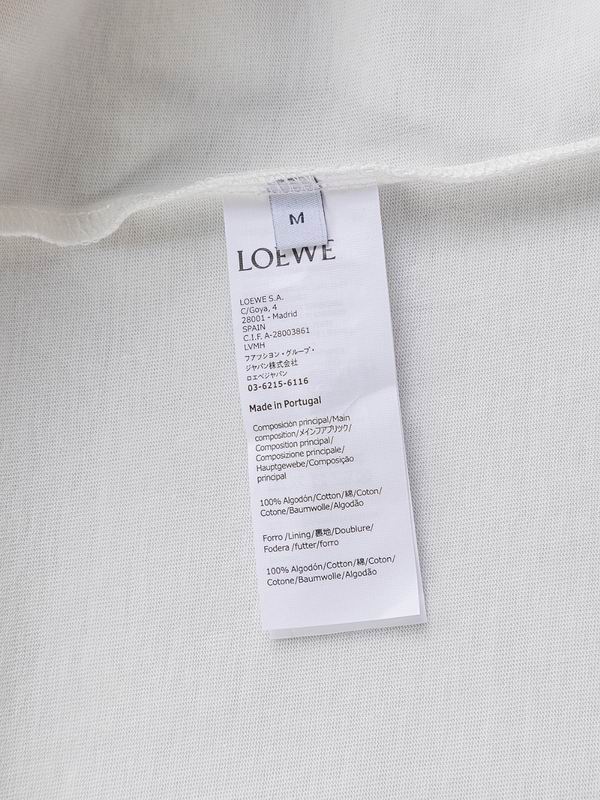 M
LOEWE
LOEWE S.A.
C/Goya, 4
28001 - Madrid
SPAIN
C.I.F. A-28003861
LVMH
ファッション・グループ・
ジャパン株式会社
ロエベジャパン
03-6215-6116
Made in Portugal
Composición principal/Main
composition/メインファブリック/
Composition principal/
Composizione principale/
Hauptgewebe/Composição
principal
100% Algodón/Cotton/綿/Coton/
Cotone/Baumwolle/Algodão
Forro /Lining/裏地/Doublure/
Fodera /futter/forro
100% Algodón/Cotton/綿/Coton/
Cotone/Baumwolle/Algodão